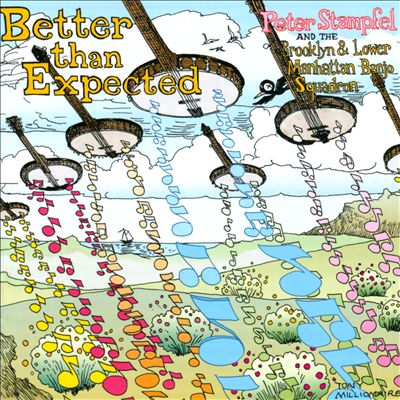 Better
than
Expected
Peter Stampfel
AND THE
Brooklyn & Lower
Manhattan Banjo
Squadron
TONY
MILLIONAIRE